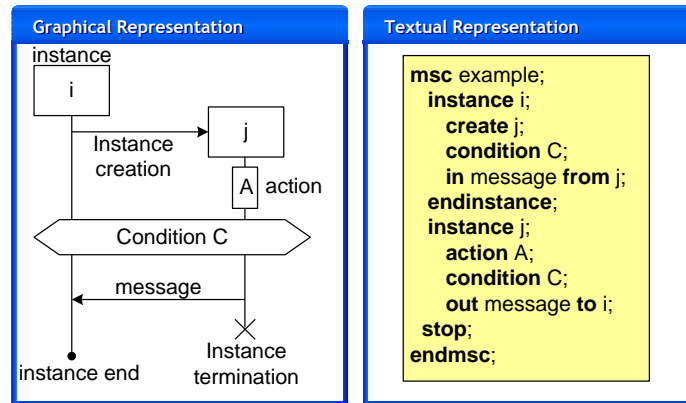 Graphical Representation
instance
i
j
Instance
creation
A
action
Condition C
message
instance end
Instance
termination
Textual Representation
msc example;
instance i;
create j;
condition C;
in message from j;
endinstance;
instance j;
action A;
condition C;
out message to i;
stop;
endmsc;